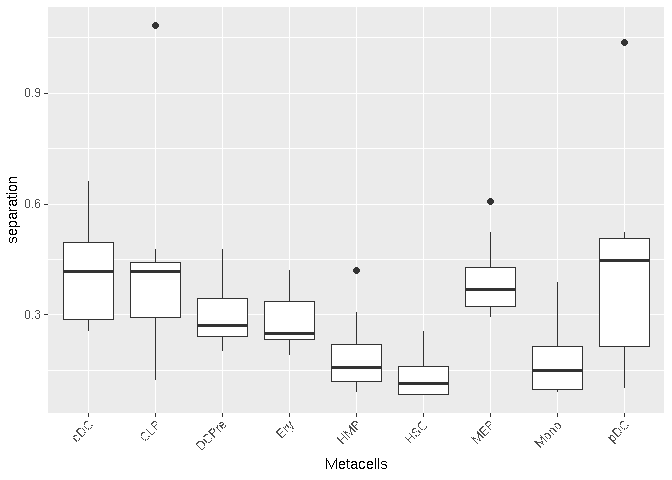 separation
0.9
0.6
0.3
cDC
CLP
DCPre
Ery
HMP
HSC
MEP
Mono
pDC
Metacells